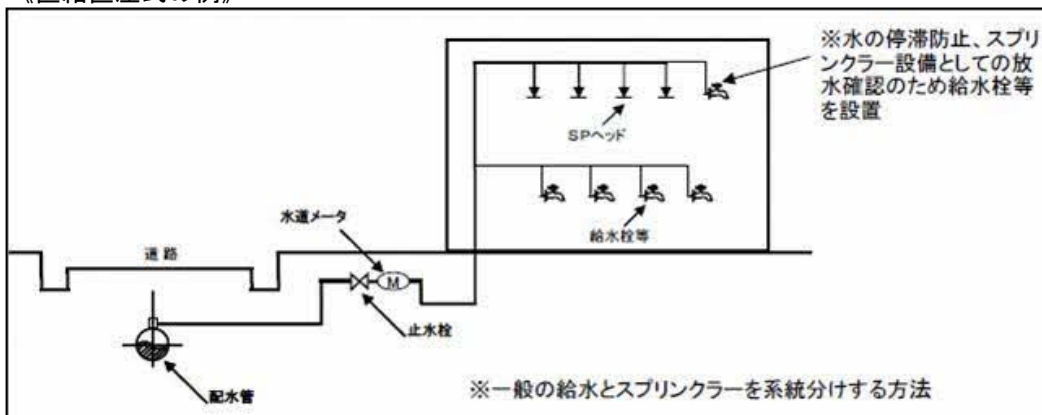 《直結直圧式の例》
※水の停滞防止、スプリ
ンクラー設備としての放
水確認のため給水栓等
を設置
SPヘッド
水道メータ
給水栓等
道路
M
止水栓
配水管
※一般の給水とスプリンクラーを系統分けする方法